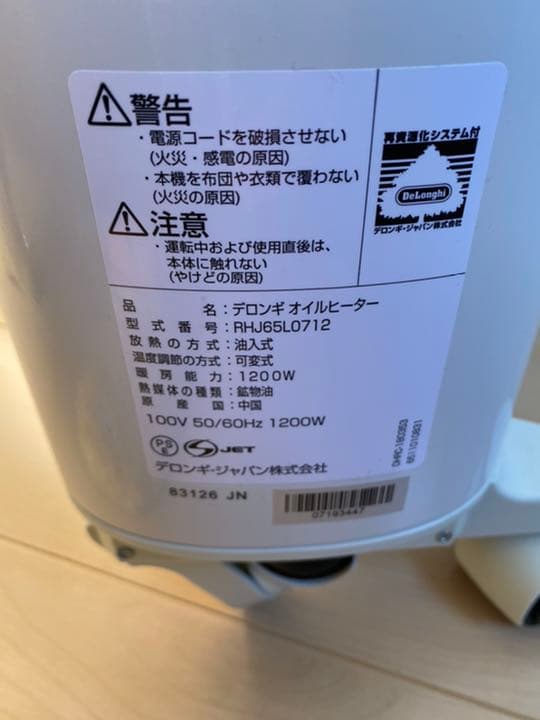 警告
・電源コードを破損させない
(火災・感電の原因)
・本機を布団や衣類で覆わない
(火災の原因)
注意
・運転中および使用直後は、
本体に触れない
(やけどの原因)
再資源化システム付
DeLonghi
デロンギ・ジャパン株式会社
品名：デロンギ オイルヒーター
型式番号：RHJ65L0712
放熱の方式：油入式
温度調節の方式：可変式
暖房能力：1200W
熱媒体の種類：鉱物油
原産国：中国
100V 50/60Hz 1200W
PS
E
JET
デロンギ・ジャパン株式会社
83126 JN
07193447
DHRC-180353
6511010831